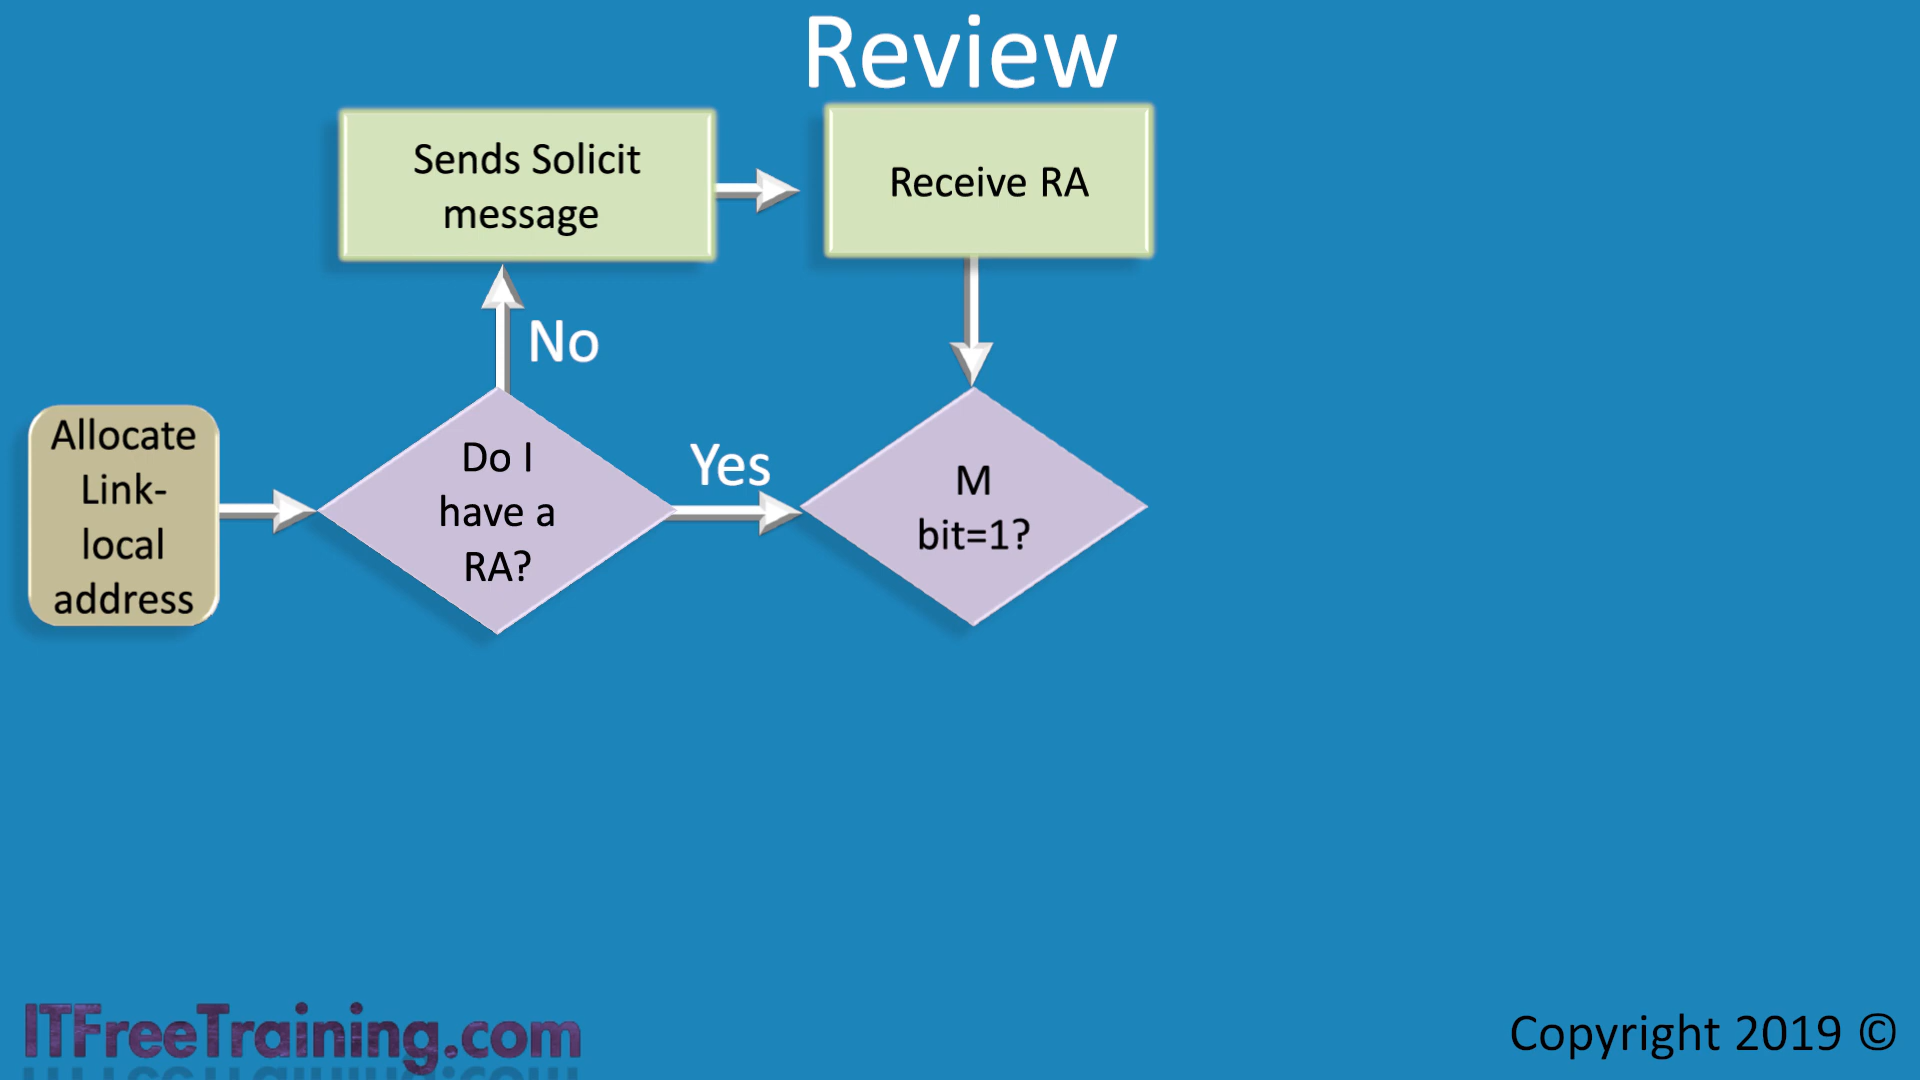 Review
Sends Solicit
message
Receive RA
No
Allocate
Link-
local
address
Do I
have a
RA?
Yes
M
bit=1?
ITFreeTraining.com
Copyright 2019 ©